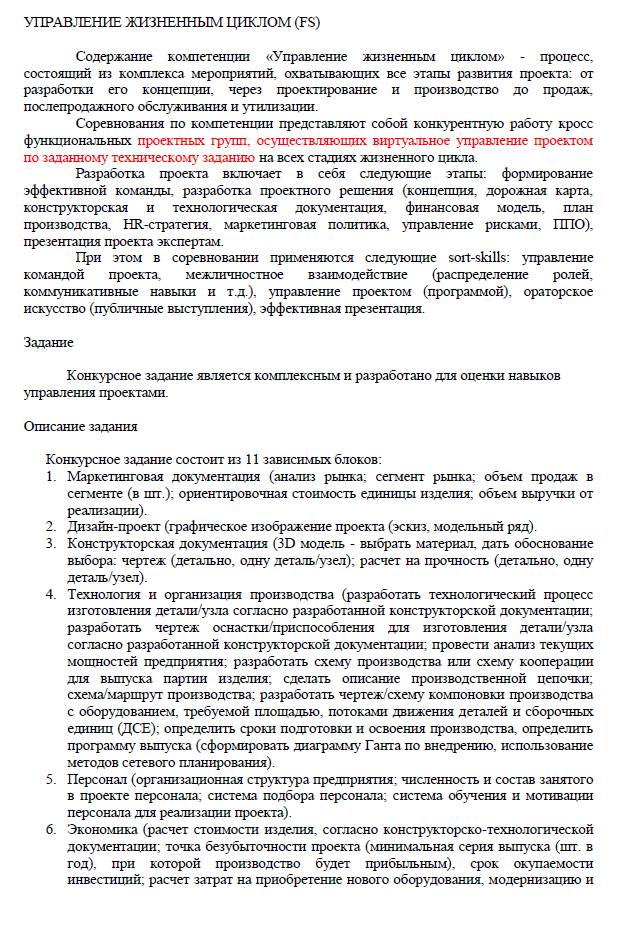 УПРАВЛЕНИЕ ЖИЗНЕННЫМ ЦИКЛОМ (FS)
Содержание компетенции «Управление жизненным циклом» - процесс,
состоящий из комплекса мероприятий, охватывающих все этапы развития проекта: от
разработки его концепции, через проектирование и производство до продаж,
послепродажного обслуживания и утилизации.
Соревнования по компетенции представляют собой конкурентную работу кросс
функциональных проектных групп, осуществляющих виртуальное управление проектом
по заданному техническому заданию на всех стадиях жизненного цикла.
Разработка проекта включает в себя следующие этапы: формирование
эффективной команды, разработка проектного решения (концепция, дорожная карта,
конструкторская и технологическая документация, финансовая модель, план
производства, HR-стратегия, маркетинговая политика, управление рисками, ППО),
презентация проекта экспертам.
При этом в соревновании применяются следующие sort-skills: управление
командой проекта, межличностное взаимодействие (распределение ролей,
коммуникативные навыки и т.д.), управление проектом (программой), ораторское
искусство (публичные выступления), эффективная презентация.
Задание
Конкурсное задание является комплексным и разработано для оценки навыков
управления проектами.
Описание задания
Конкурсное задание состоит из 11 зависимых блоков:
1. Маркетинговая документация (анализ рынка; сегмент рынка; объем продаж в
сегменте (в шт.); ориентировочная стоимость единицы изделия; объем выручки от
реализации).
2. Дизайн-проект (графическое изображение проекта (эскиз, модельный ряд).
3. Конструкторская документация (3D модель - выбрать материал, дать обоснование
выбора: чертеж (детально, одну деталь/узел); расчет на прочность (детально, одну
деталь/узел).
4. Технология и организация производства (разработать технологический процесс
изготовления детали/узла согласно разработанной конструкторской документации;
разработать чертеж оснастки/приспособления для изготовления детали/узла
согласно разработанной конструкторской документации; провести анализ текущих
мощностей предприятия; разработать схему производства или схему кооперации
для выпуска партии изделия; сделать описание производственной цепочки;
схема/маршрут производства; разработать чертеж/схему компоновки производства
с оборудованием, требуемой площадью, потоками движения деталей и сборочных
единиц (ДСЕ); определить сроки подготовки и освоения производства, определить
программу выпуска (сформировать диаграмму Ганта по внедрению, использование
методов сетевого планирования).
5. Персонал (организационная структура предприятия; численность и состав занятого
в проекте персонала; система подбора персонала; система обучения и мотивации
персонала для реализации проекта).
6. Экономика (расчет стоимости изделия, согласно конструкторско-технологической
документации; точка безубыточности проекта (минимальная серия выпуска (шт. в
год), при которой производство будет прибыльным), срок окупаемости
инвестиций; расчет затрат на приобретение нового оборудования, модернизацию и